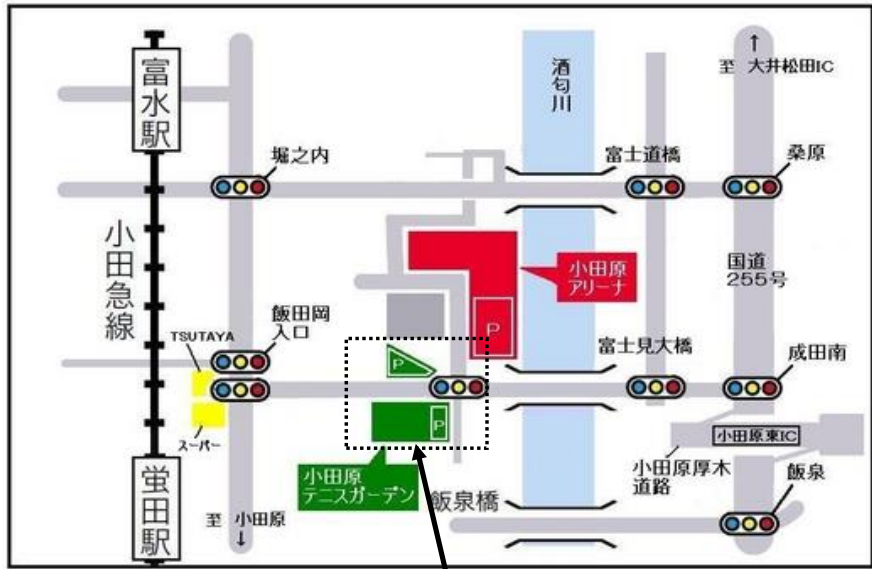 ↑
至 大井松田IC
富水駅
酒匂川
堀之内
富士道橋
桑原
小田急線
小田原
アリーナ
P
国道
255号
飯田岡
入口
TSUTAYA
P
富士見大橋
成田南
スーパー
P
小田原東IC
小田原厚木
道路
小田原
テニスガーデン
飯泉橋
飯泉
蛍田駅
至 小田原
↓